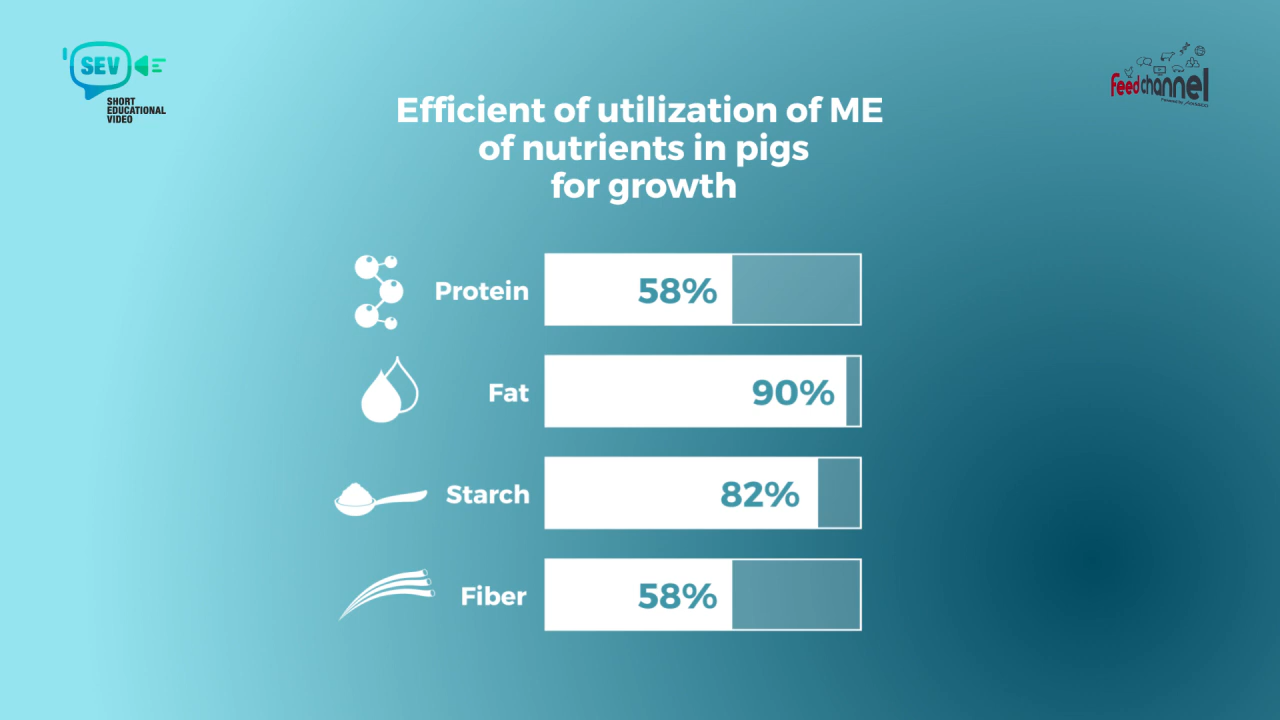 SEV
SHORT
EDUCATIONAL
VIDEO
feedchannel
Efficient of utilization of ME
of nutrients in pigs
for growth
Protein 58%
Fat 90%
Starch 82%
Fiber 58%